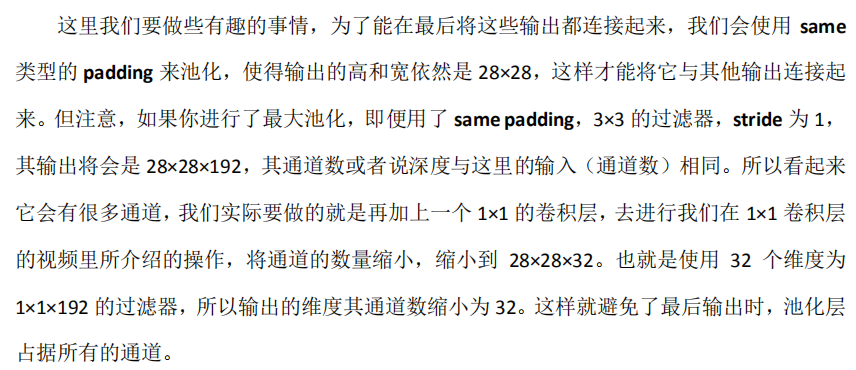 这里我们要做些有趣的事情，为了能在最后将这些输出都连接起来，我们会使用 same
类型的 padding 来池化，使得输出的高和宽依然是 28×28，这样才能将它与其他输出连接起
来。但注意，如果你进行了最大池化，即便用了 same padding，3×3 的过滤器，stride 为 1，
其输出将会是 28×28×192，其通道数或者说深度与这里的输入（通道数）相同。所以看起来
它会有很多通道，我们实际要做的就是再加上一个 1×1 的卷积层，去进行我们在 1×1 卷积层
的视频里所介绍的操作，将通道的数量缩小，缩小到 28×28×32。也就是使用 32 个维度为
1×1×192 的过滤器，所以输出的维度其通道数缩小为 32。这样就避免了最后输出时，池化层
占据所有的通道。